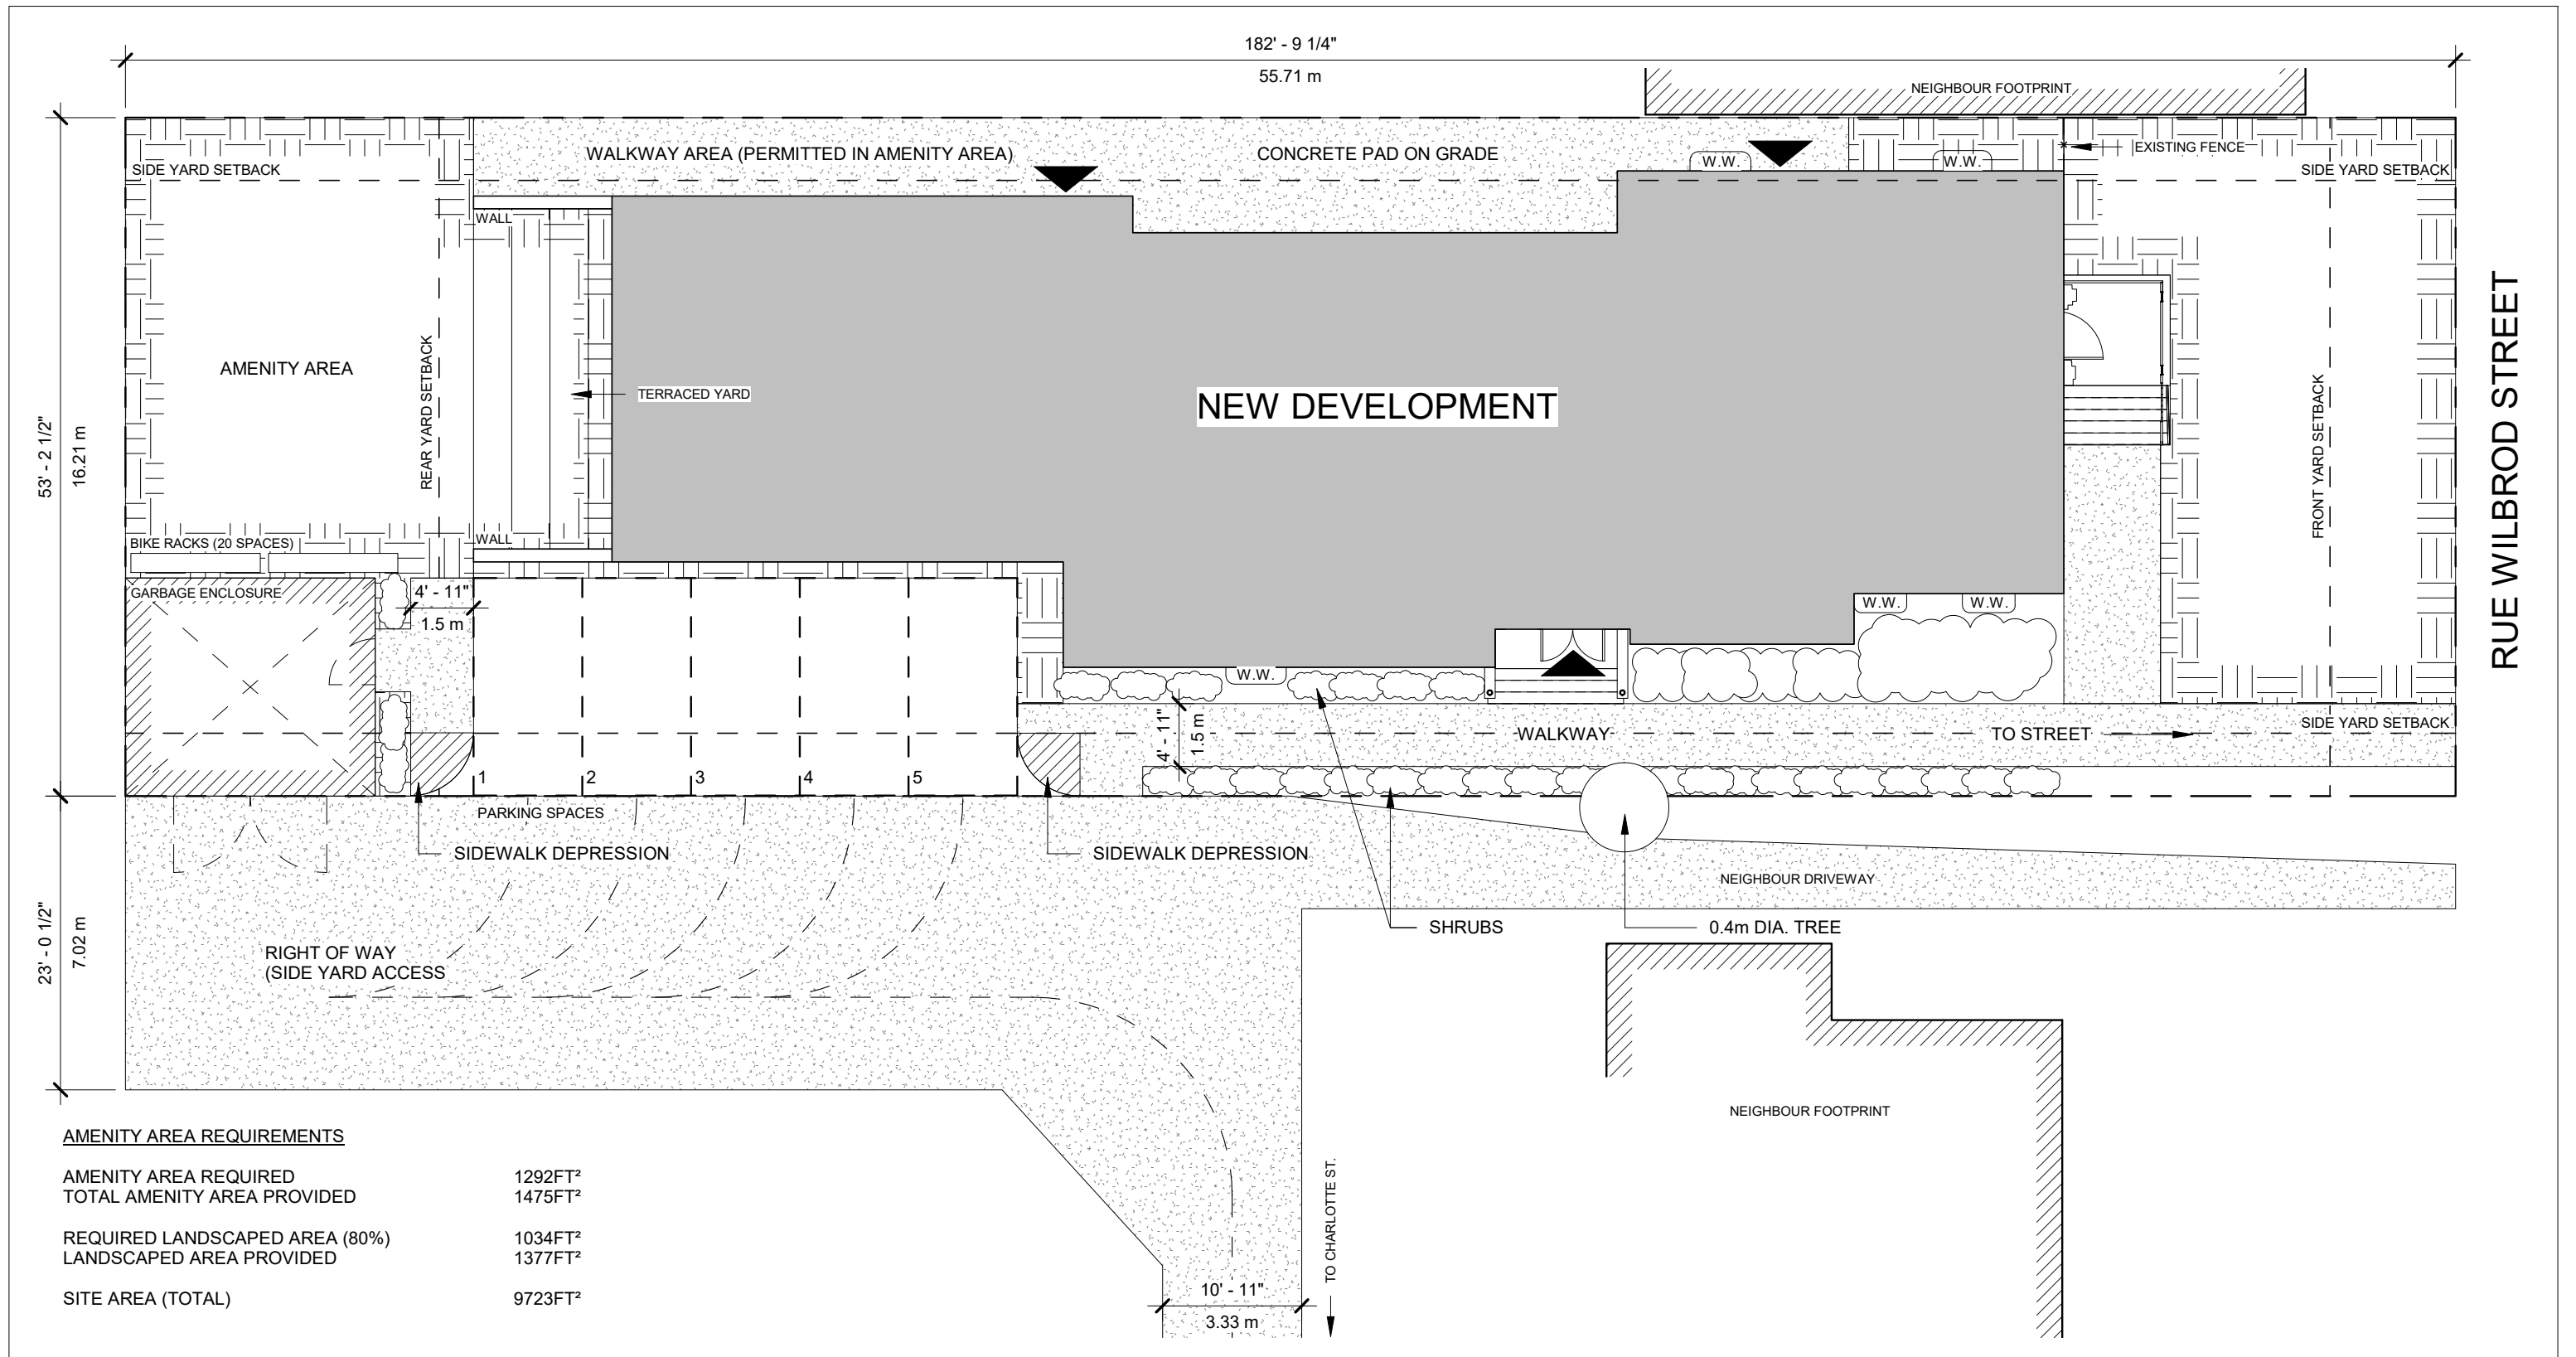 182' - 9 1/4"
55.71 m
NEIGHBOUR FOOTPRINT
WALKWAY AREA (PERMITTED IN AMENITY AREA)
CONCRETE PAD ON GRADE
W.W.
W.W.
EXISTING FENCE
SIDE YARD SETBACK
SIDE YARD SETBACK
WALL
AMENITY AREA
REAR YARD SETBACK
TERRACED YARD
NEW DEVELOPMENT
FRONT YARD SETBACK
RUE WILBROD STREET
53' - 2 1/2"
16.21 m
WALL
BIKE RACKS (20 SPACES)
GARBAGE ENCLOSURE
4' - 11"
1.5 m
W.W.
W.W.
W.W.
4' - 11"
1.5 m
WALKWAY
TO STREET
SIDE YARD SETBACK
1
2
3
4
5
PARKING SPACES
SIDEWALK DEPRESSION
SIDEWALK DEPRESSION
NEIGHBOUR DRIVEWAY
SHRUBS
0.4m DIA. TREE
23' - 0 1/2"
7.02 m
RIGHT OF WAY
(SIDE YARD ACCESS
NEIGHBOUR FOOTPRINT
TO CHARLOTTE ST.
10' - 11"
3.33 m
AMENITY AREA REQUIREMENTS
AMENITY AREA REQUIRED 1292FT²
TOTAL AMENITY AREA PROVIDED 1475FT²
REQUIRED LANDSCAPED AREA (80%) 1034FT²
LANDSCAPED AREA PROVIDED 1377FT²
SITE AREA (TOTAL) 9723FT²